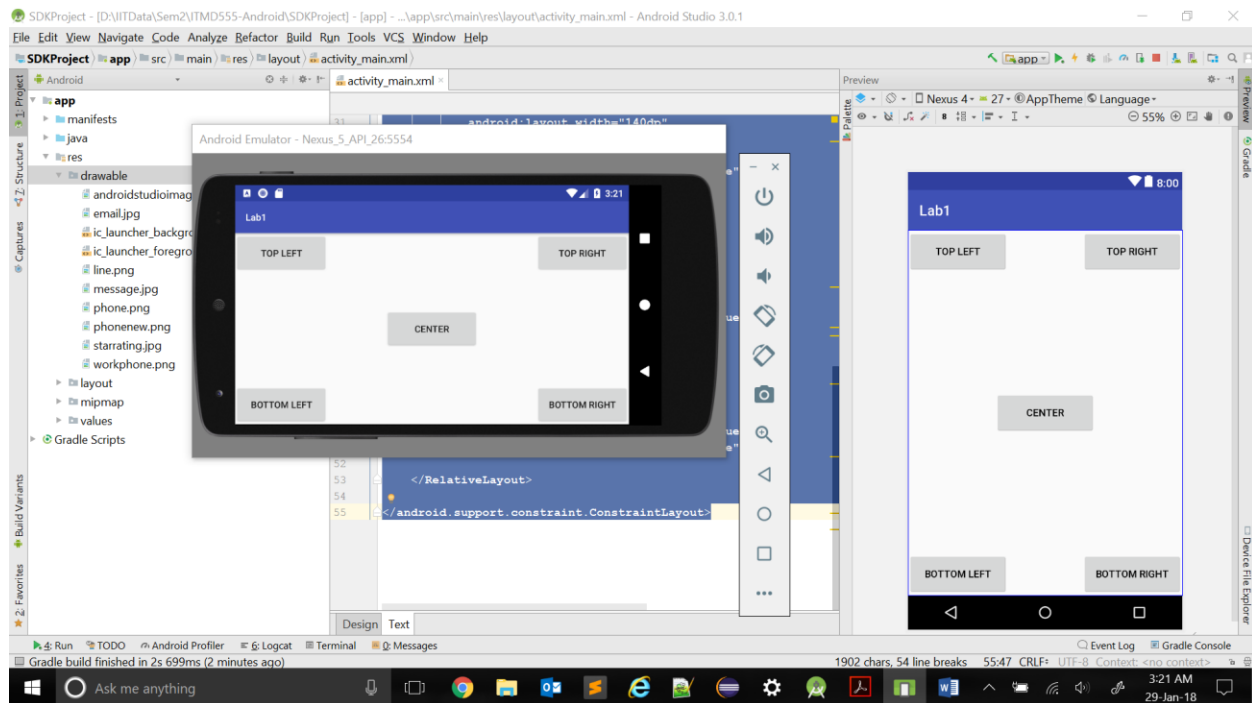 SDKProject - [D:\IITData\Sem2\ITMD555-Android\SDKProject] - [app] - ...\app\src\main\res\layout\activity_main.xml - Android Studio 3.0.1
File Edit View Navigate Code Analyze Refactor Build Run Tools VCS Window Help
SDKProject app src main res layout activity_main.xml
app
Android
activity_main.xml
Preview
1: Project
Z: Structure
Captures
Build Variants
2: Favorites
app
manifests
java
res
drawable
androidstudioimag
email.jpg
ic_launcher_backgro
ic_launcher_foregro
line.png
message.jpg
phone.png
phonenew.png
starrating.jpg
workphone.png
layout
mipmap
values
Gradle Scripts
31 android:layout_width="140dp"
Android Emulator - Nexus_5_API_26:5554
3:21
Lab1
TOP LEFT TOP RIGHT
CENTER
BOTTOM LEFT BOTTOM RIGHT
52
53 </RelativeLayout>
54
55 </android.support.constraint.ConstraintLayout>
Design Text
Palette
Nexus 4 27 AppTheme Language
55%
8:00
Lab1
TOP LEFT TOP RIGHT
CENTER
BOTTOM LEFT BOTTOM RIGHT
Preview
Gradle
Device File Explorer
4: Run TODO Android Profiler 6: Logcat Terminal 0: Messages Event Log Gradle Console
Gradle build finished in 2s 699ms (2 minutes ago) 1902 chars, 54 line breaks 55:47 CRLF UTF-8 Context: <no context>
Ask me anything
3:21 AM
29-Jan-18